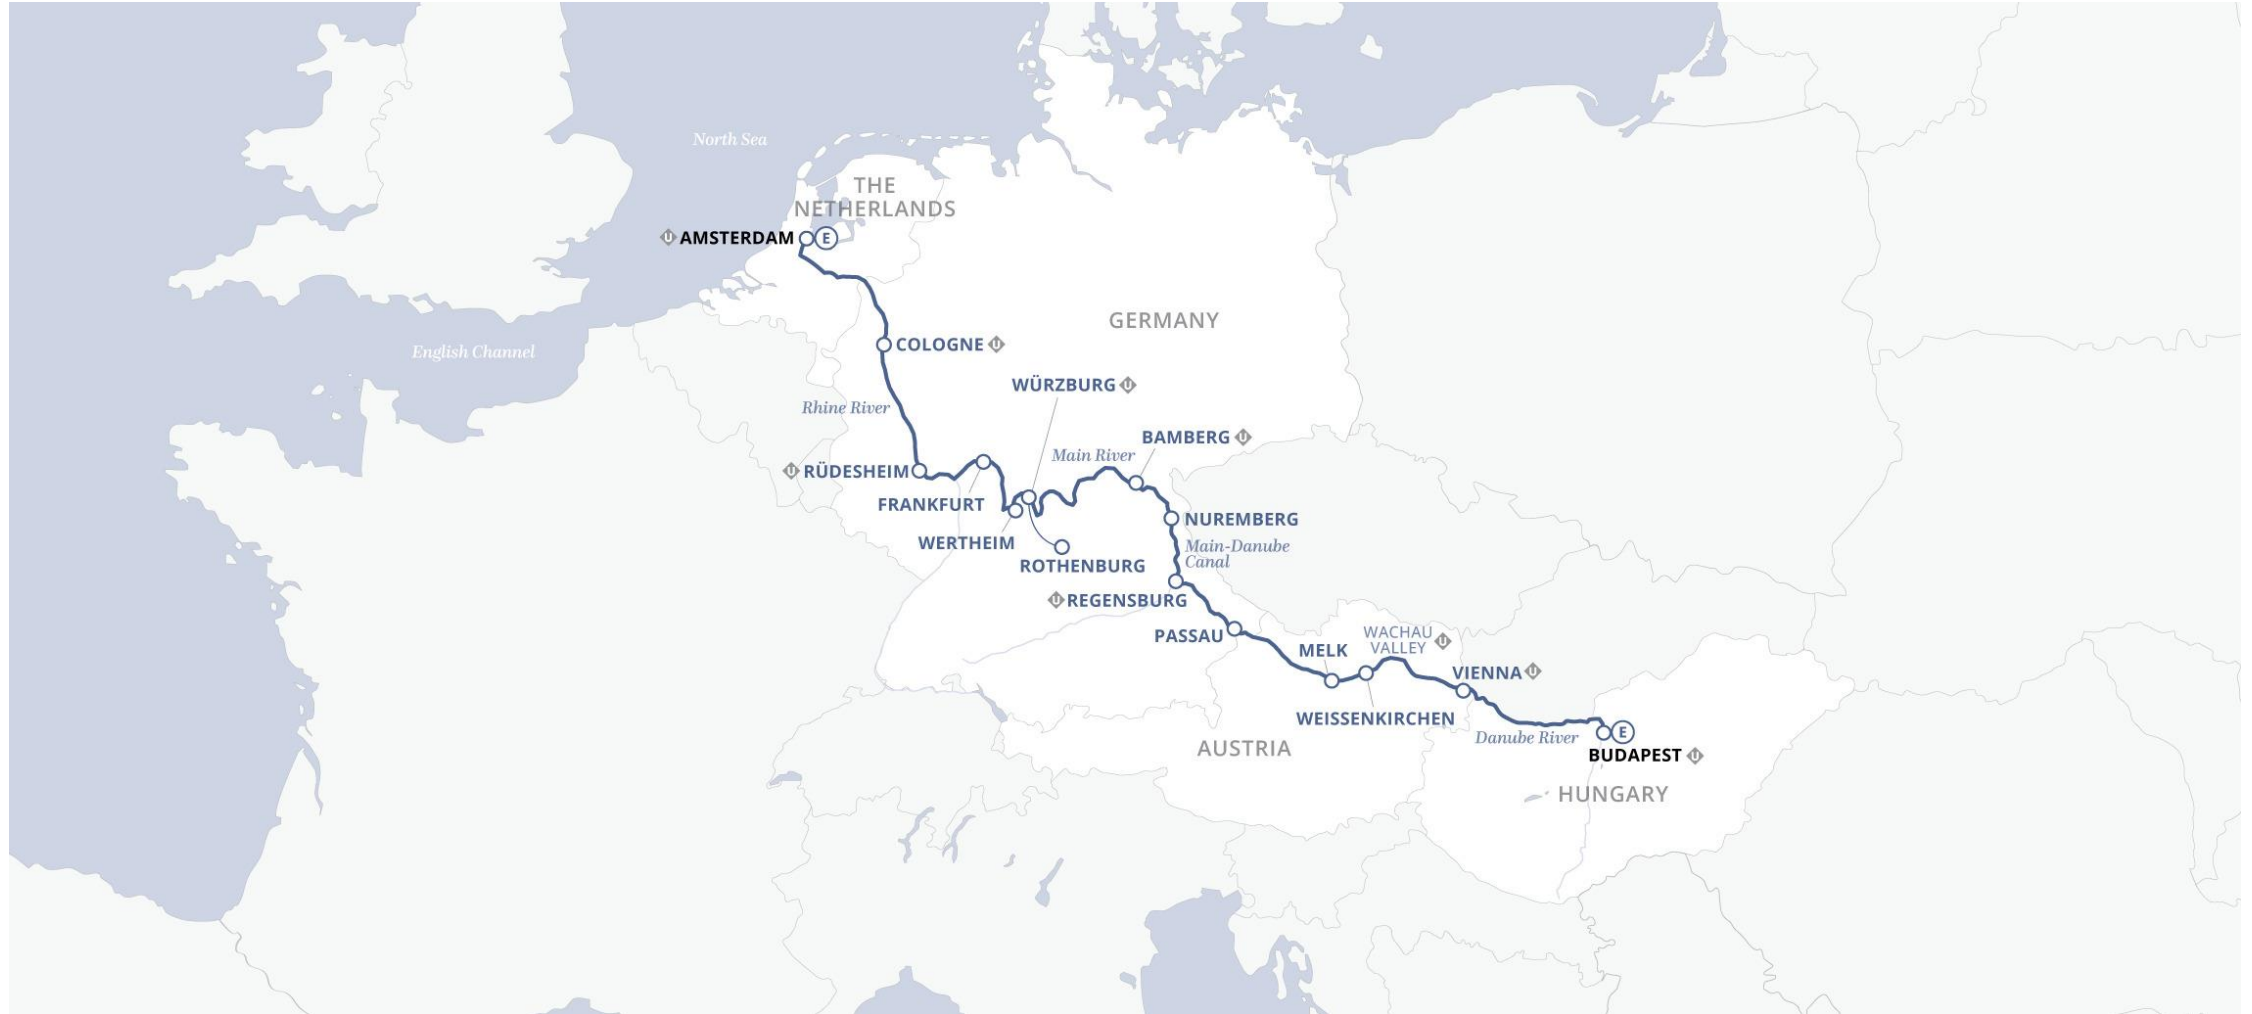 North Sea
THE
NETHERLANDS
U AMSTERDAM E
GERMANY
English Channel
COLOGNE U
WÜRZBURG U
Rhine River
BAMBERG U
Main River
U RÜDESHEIM
FRANKFURT
NUREMBERG
WERTHEIM
Main-Danube
Canal
ROTHENBURG
U REGENSBURG
PASSAU
WACHAU
VALLEY U
MELK
VIENNA U
WEISSENKIRCHEN
Danube River
E
AUSTRIA
BUDAPEST U
HUNGARY